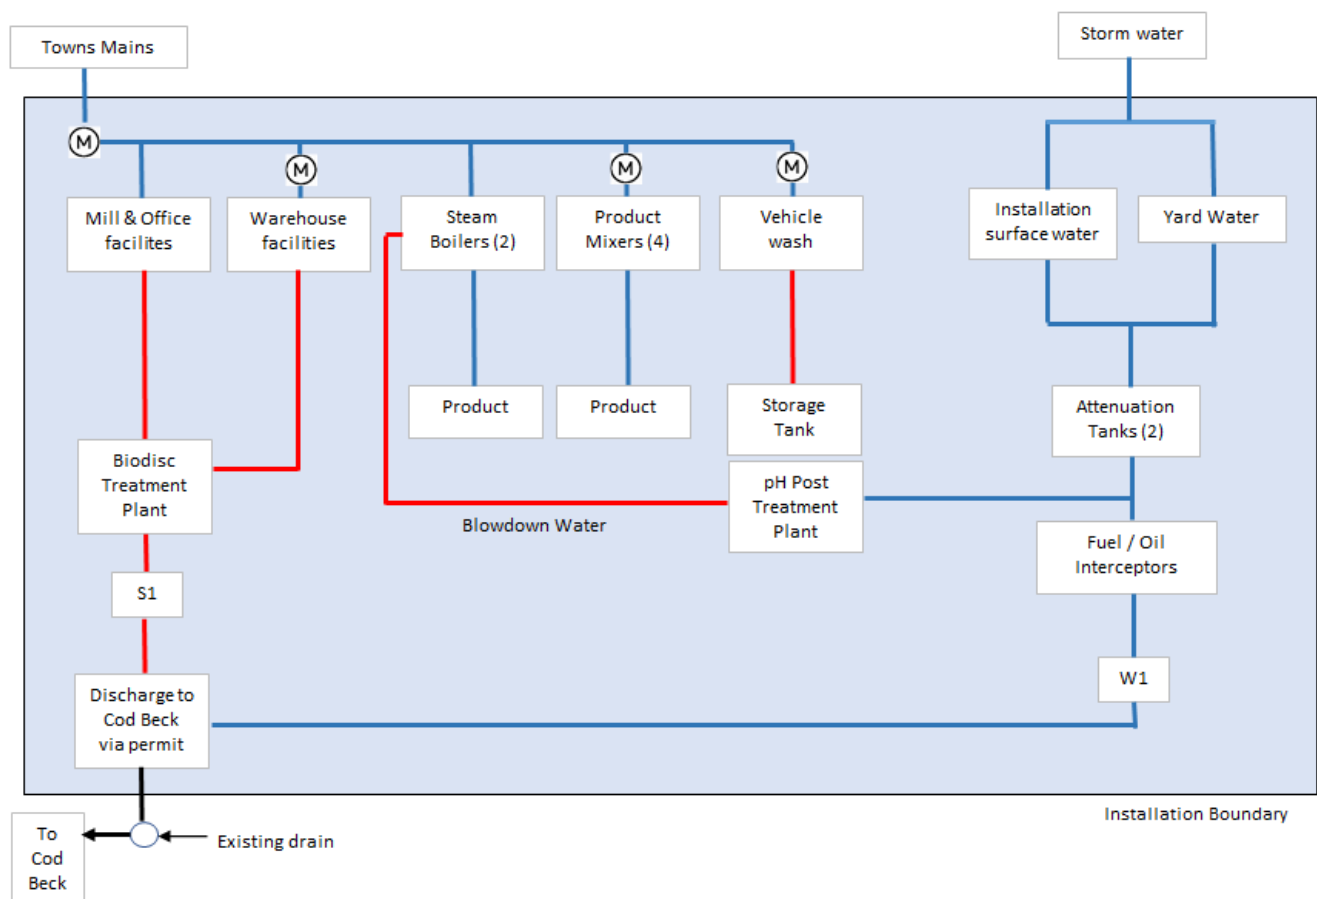 Towns Mains
Storm water
M
M
M
M
Mill & Office
facilites
Warehouse
facilities
Steam
Boilers (2)
Product
Mixers (4)
Vehicle
wash
Installation
surface water
Yard Water
Product
Product
Storage
Tank
Attenuation
Tanks (2)
Biodisc
Treatment
Plant
Blowdown Water
pH Post
Treatment
Plant
Fuel / Oil
Interceptors
S1
W1
Discharge to
Cod Beck
via permit
Installation Boundary
To
Cod
Beck
Existing drain